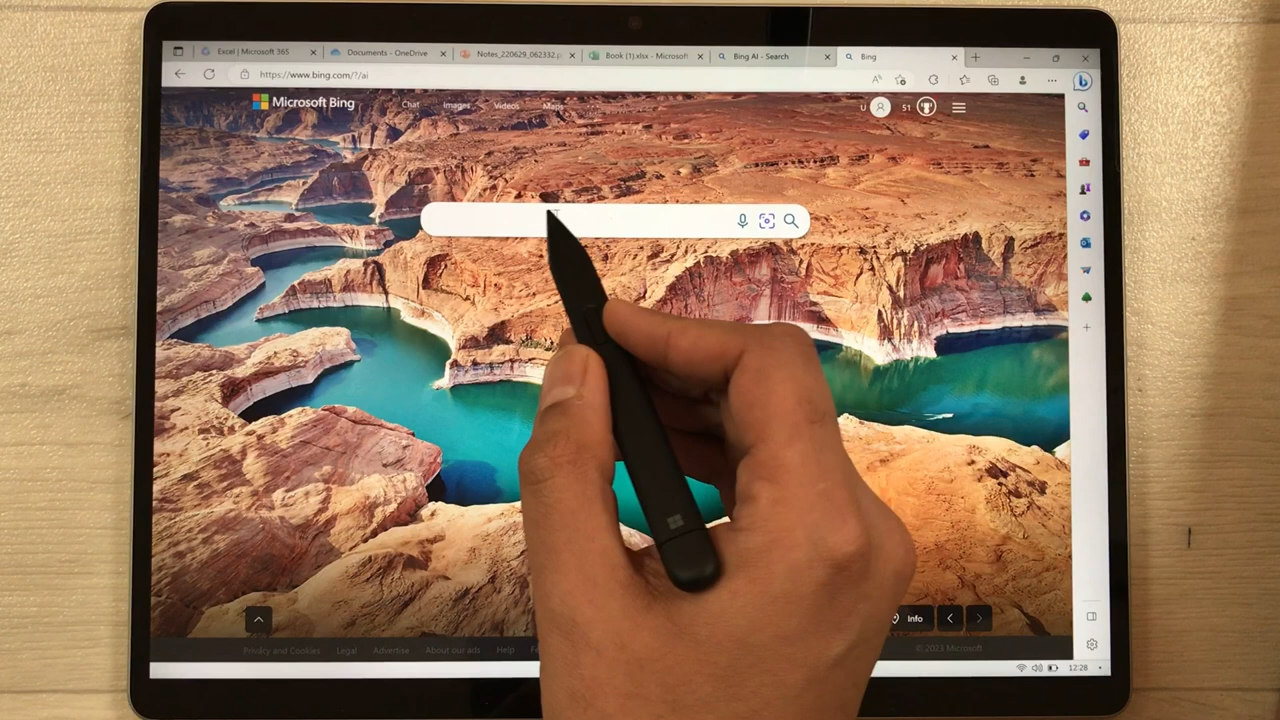 Excel | Microsoft 365
Documents - OneDrive
Notes_220629_062332.p
Book (1).xlsx - Microsoft
Bing AI - Search
Bing
https://www.bing.com/?/ai
Microsoft Bing
Chat
Images
Videos
Maps
U
51
Info
Privacy and Cookies
Legal
Advertise
About our ads
Help
© 2023 Microsoft
12:28